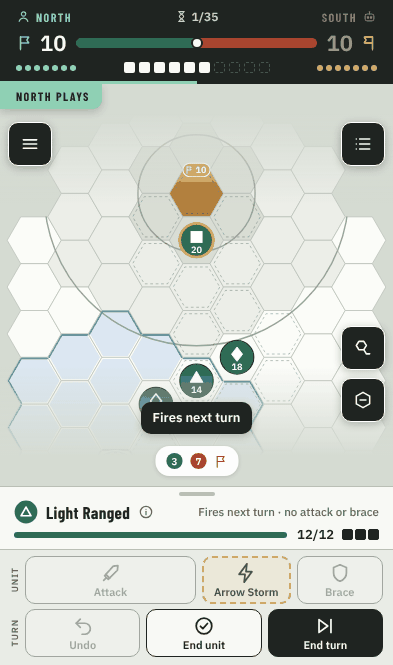 NORTH
1/35
SOUTH
10
10
NORTH PLAYS
10
20
18
14
Fires next turn
3
7
Light Ranged
Fires next turn · no attack or brace
12/12
UNIT
Attack
Arrow Storm
Brace
TURN
Undo
End unit
End turn